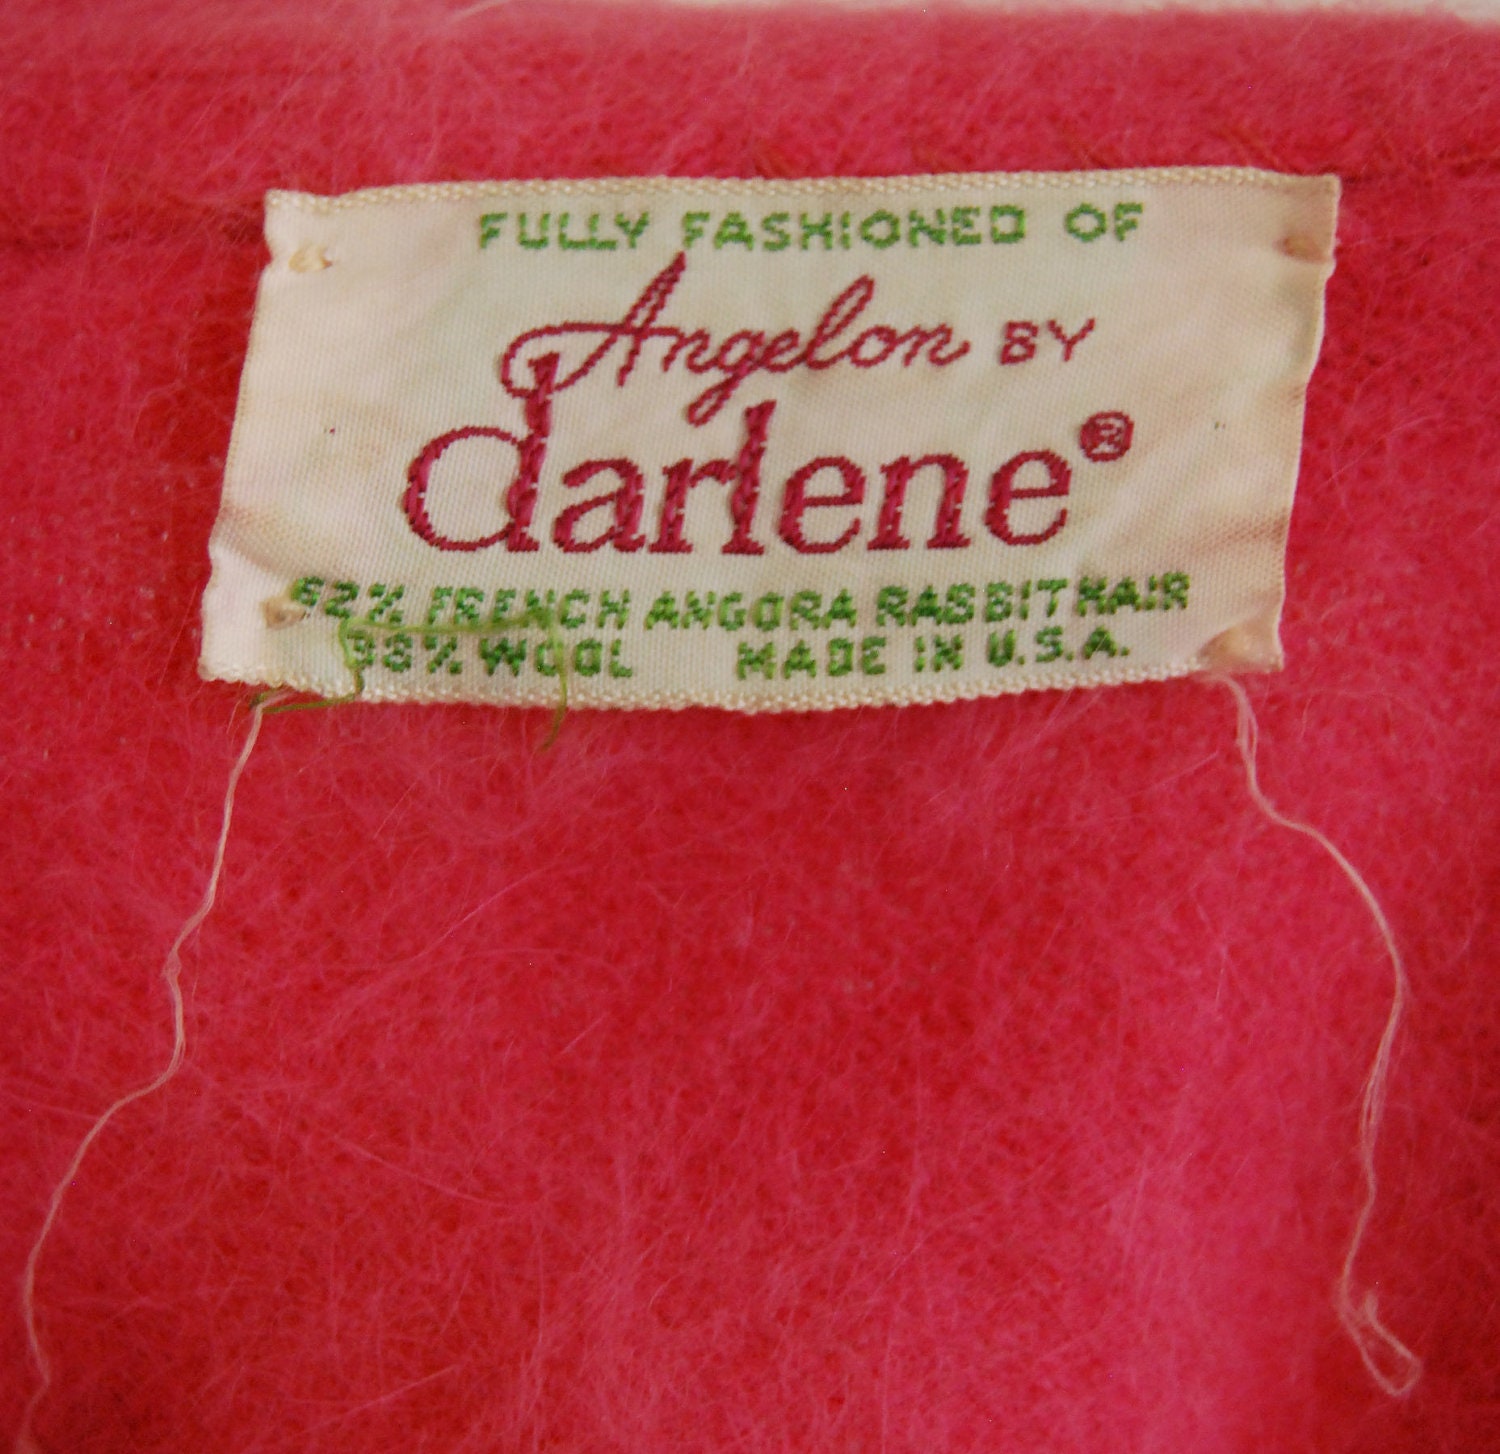 FULLY FASHIONED OF
Angelon BY
darlene®
62% FRENCH ANGORA RABBIT HAIR
38% WOOL MADE IN U.S.A.